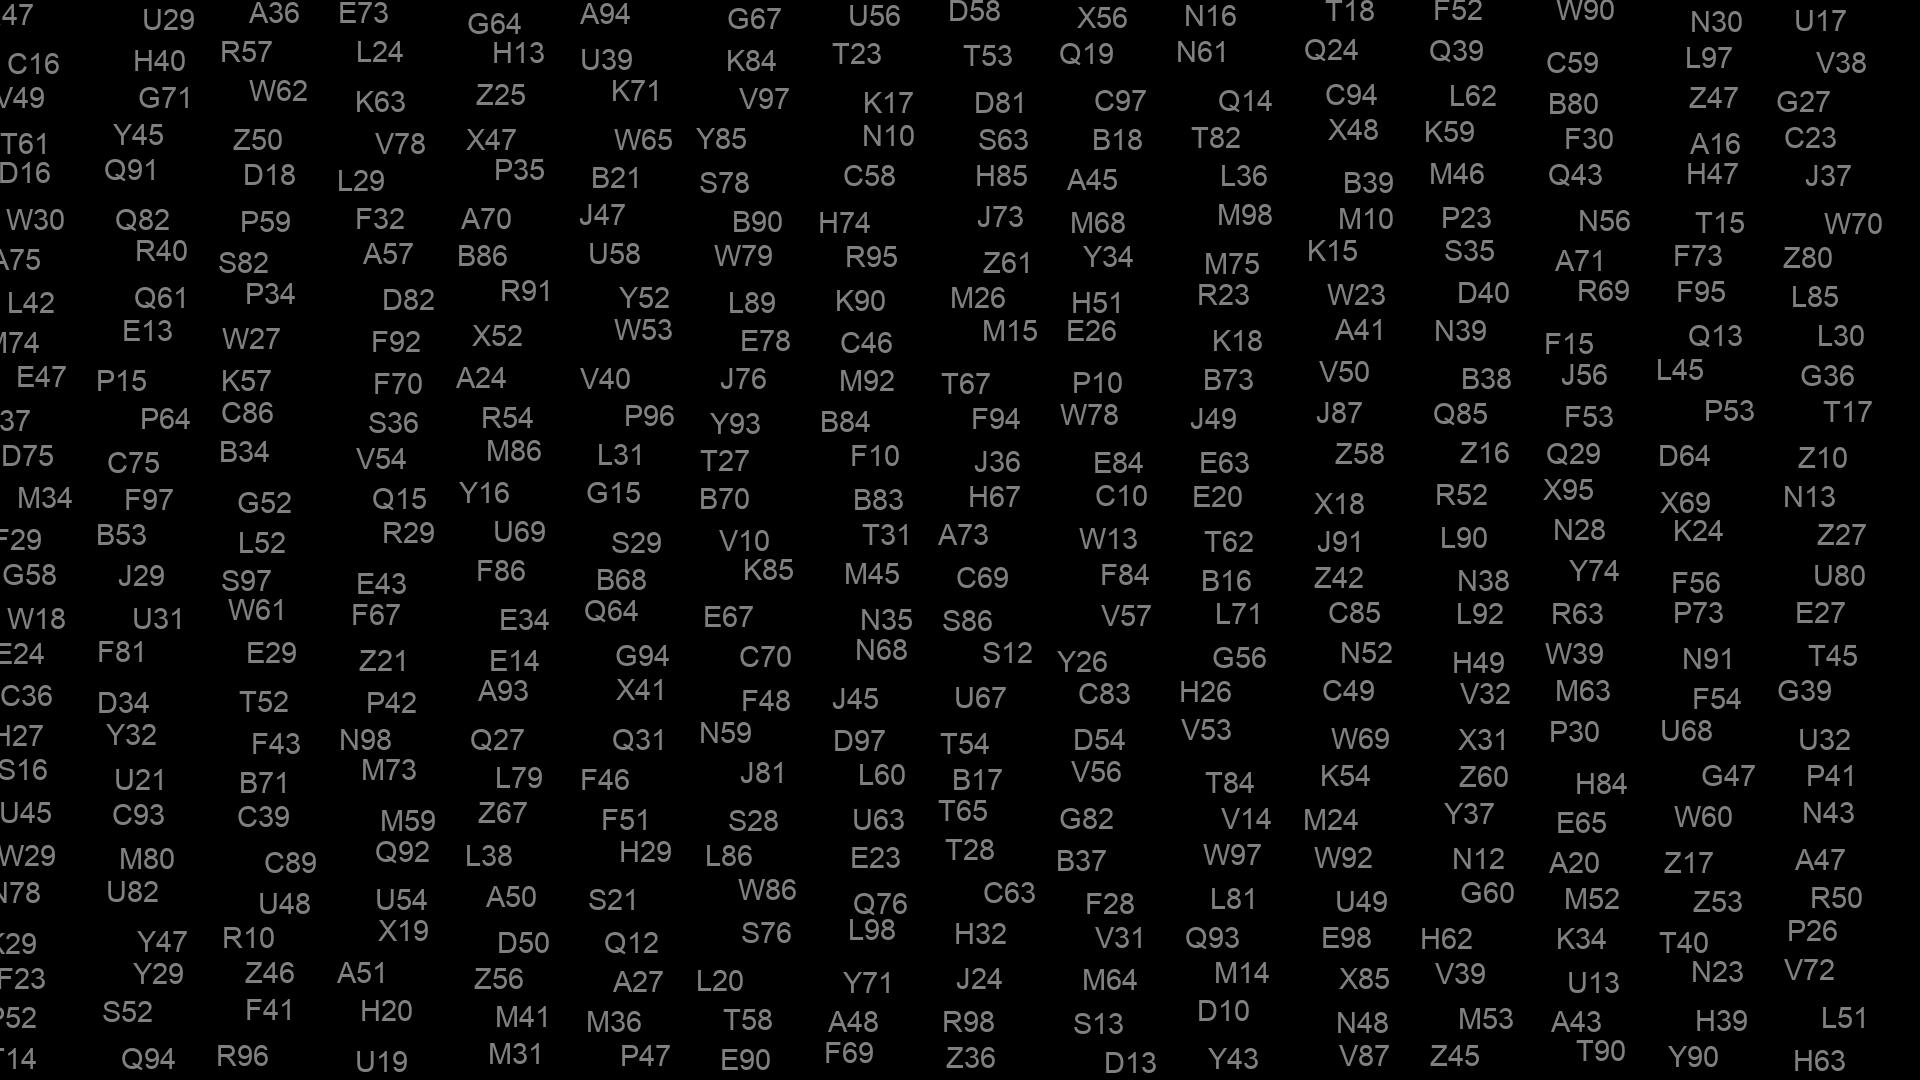 47 U29 A36 E73 G64 A94 G67 U56 D58 X56 N16 T18 F52 W90 N30 U17
C16 H40 R57 L24 H13 U39 K84 T23 T53 Q19 N61 Q24 Q39 C59 L97 V38
V49 G71 W62 K63 Z25 K71 V97 K17 D81 C97 Q14 C94 L62 B80 Z47 G27
T61 Y45 Z50 V78 X47 W65 Y85 N10 S63 B18 T82 X48 K59 F30 A16 C23
D16 Q91 D18 L29 P35 B21 S78 C58 H85 A45 L36 B39 M46 Q43 H47 J37
W30 Q82 P59 F32 A70 J47 B90 H74 J73 M68 M98 M10 P23 N56 T15 W70
A75 R40 S82 A57 B86 U58 W79 R95 Z61 Y34 M75 K15 S35 A71 F73 Z80
L42 Q61 P34 D82 R91 Y52 L89 K90 M26 H51 R23 W23 D40 R69 F95 L85
M74 E13 W27 F92 X52 W53 E78 C46 M15 E26 K18 A41 N39 F15 Q13 L30
E47 P15 K57 F70 A24 V40 J76 M92 T67 P10 B73 V50 B38 J56 L45 G36
37 P64 C86 S36 R54 P96 Y93 B84 F94 W78 J49 J87 Q85 F53 P53 T17
D75 C75 B34 V54 M86 L31 T27 F10 J36 E84 E63 Z58 Z16 Q29 D64 Z10
M34 F97 G52 Q15 Y16 G15 B70 B83 H67 C10 E20 X18 R52 X95 X69 N13
F29 B53 L52 R29 U69 S29 V10 T31 A73 W13 T62 J91 L90 N28 K24 Z27
G58 J29 S97 E43 F86 B68 K85 M45 C69 F84 B16 Z42 N38 Y74 F56 U80
W18 U31 W61 F67 E34 Q64 E67 N35 S86 V57 L71 C85 L92 R63 P73 E27
E24 F81 E29 Z21 E14 G94 C70 N68 S12 Y26 G56 N52 H49 W39 N91 T45
C36 D34 T52 P42 A93 X41 F48 J45 U67 C83 H26 C49 V32 M63 F54 G39
H27 Y32 F43 N98 Q27 Q31 N59 D97 T54 D54 V53 W69 X31 P30 U68 U32
S16 U21 B71 M73 L79 F46 J81 L60 B17 V56 T84 K54 Z60 H84 G47 P41
U45 C93 C39 M59 Z67 F51 S28 U63 T65 G82 V14 M24 Y37 E65 W60 N43
W29 M80 C89 Q92 L38 H29 L86 E23 T28 B37 W97 W92 N12 A20 Z17 A47
N78 U82 U48 U54 A50 S21 W86 Q76 C63 F28 L81 U49 G60 M52 Z53 R50
K29 Y47 R10 X19 D50 Q12 S76 L98 H32 V31 Q93 E98 H62 K34 T40 P26
F23 Y29 Z46 A51 Z56 A27 L20 Y71 J24 M64 M14 X85 V39 U13 N23 V72
P52 S52 F41 H20 M41 M36 T58 A48 R98 S13 D10 N48 M53 A43 H39 L51
T14 Q94 R96 U19 M31 P47 E90 F69 Z36 D13 Y43 V87 Z45 T90 Y90 H63